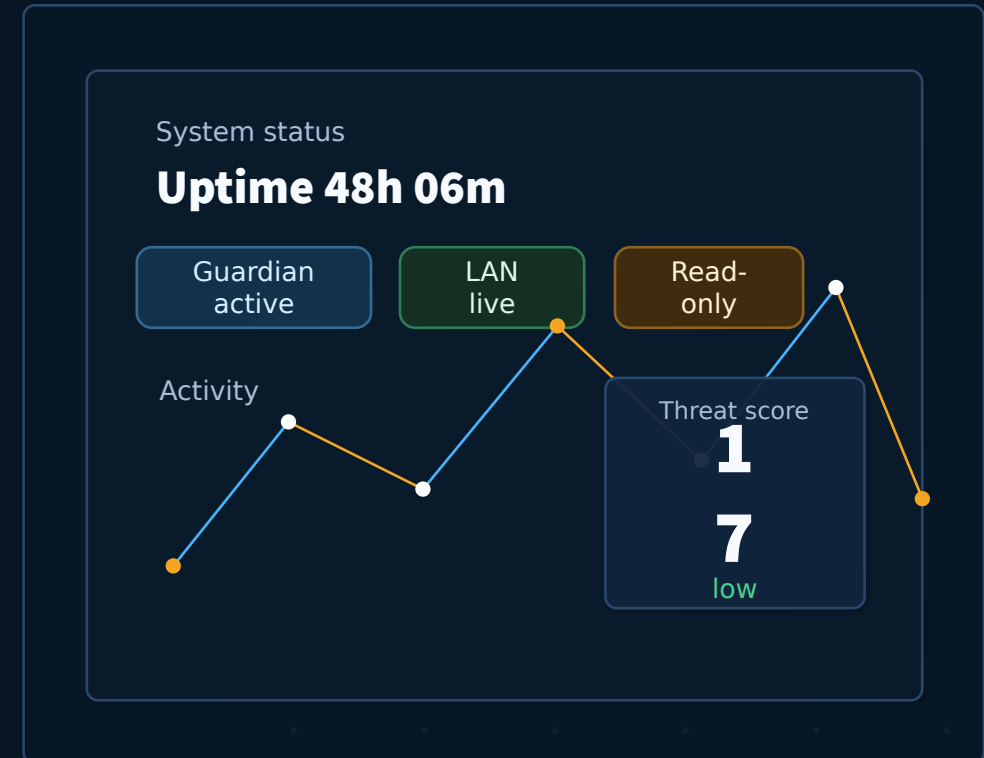 System status
Uptime 48h 06m
Guardian
active
LAN
live
Read-
only
Activity
Threat score
1
7
low